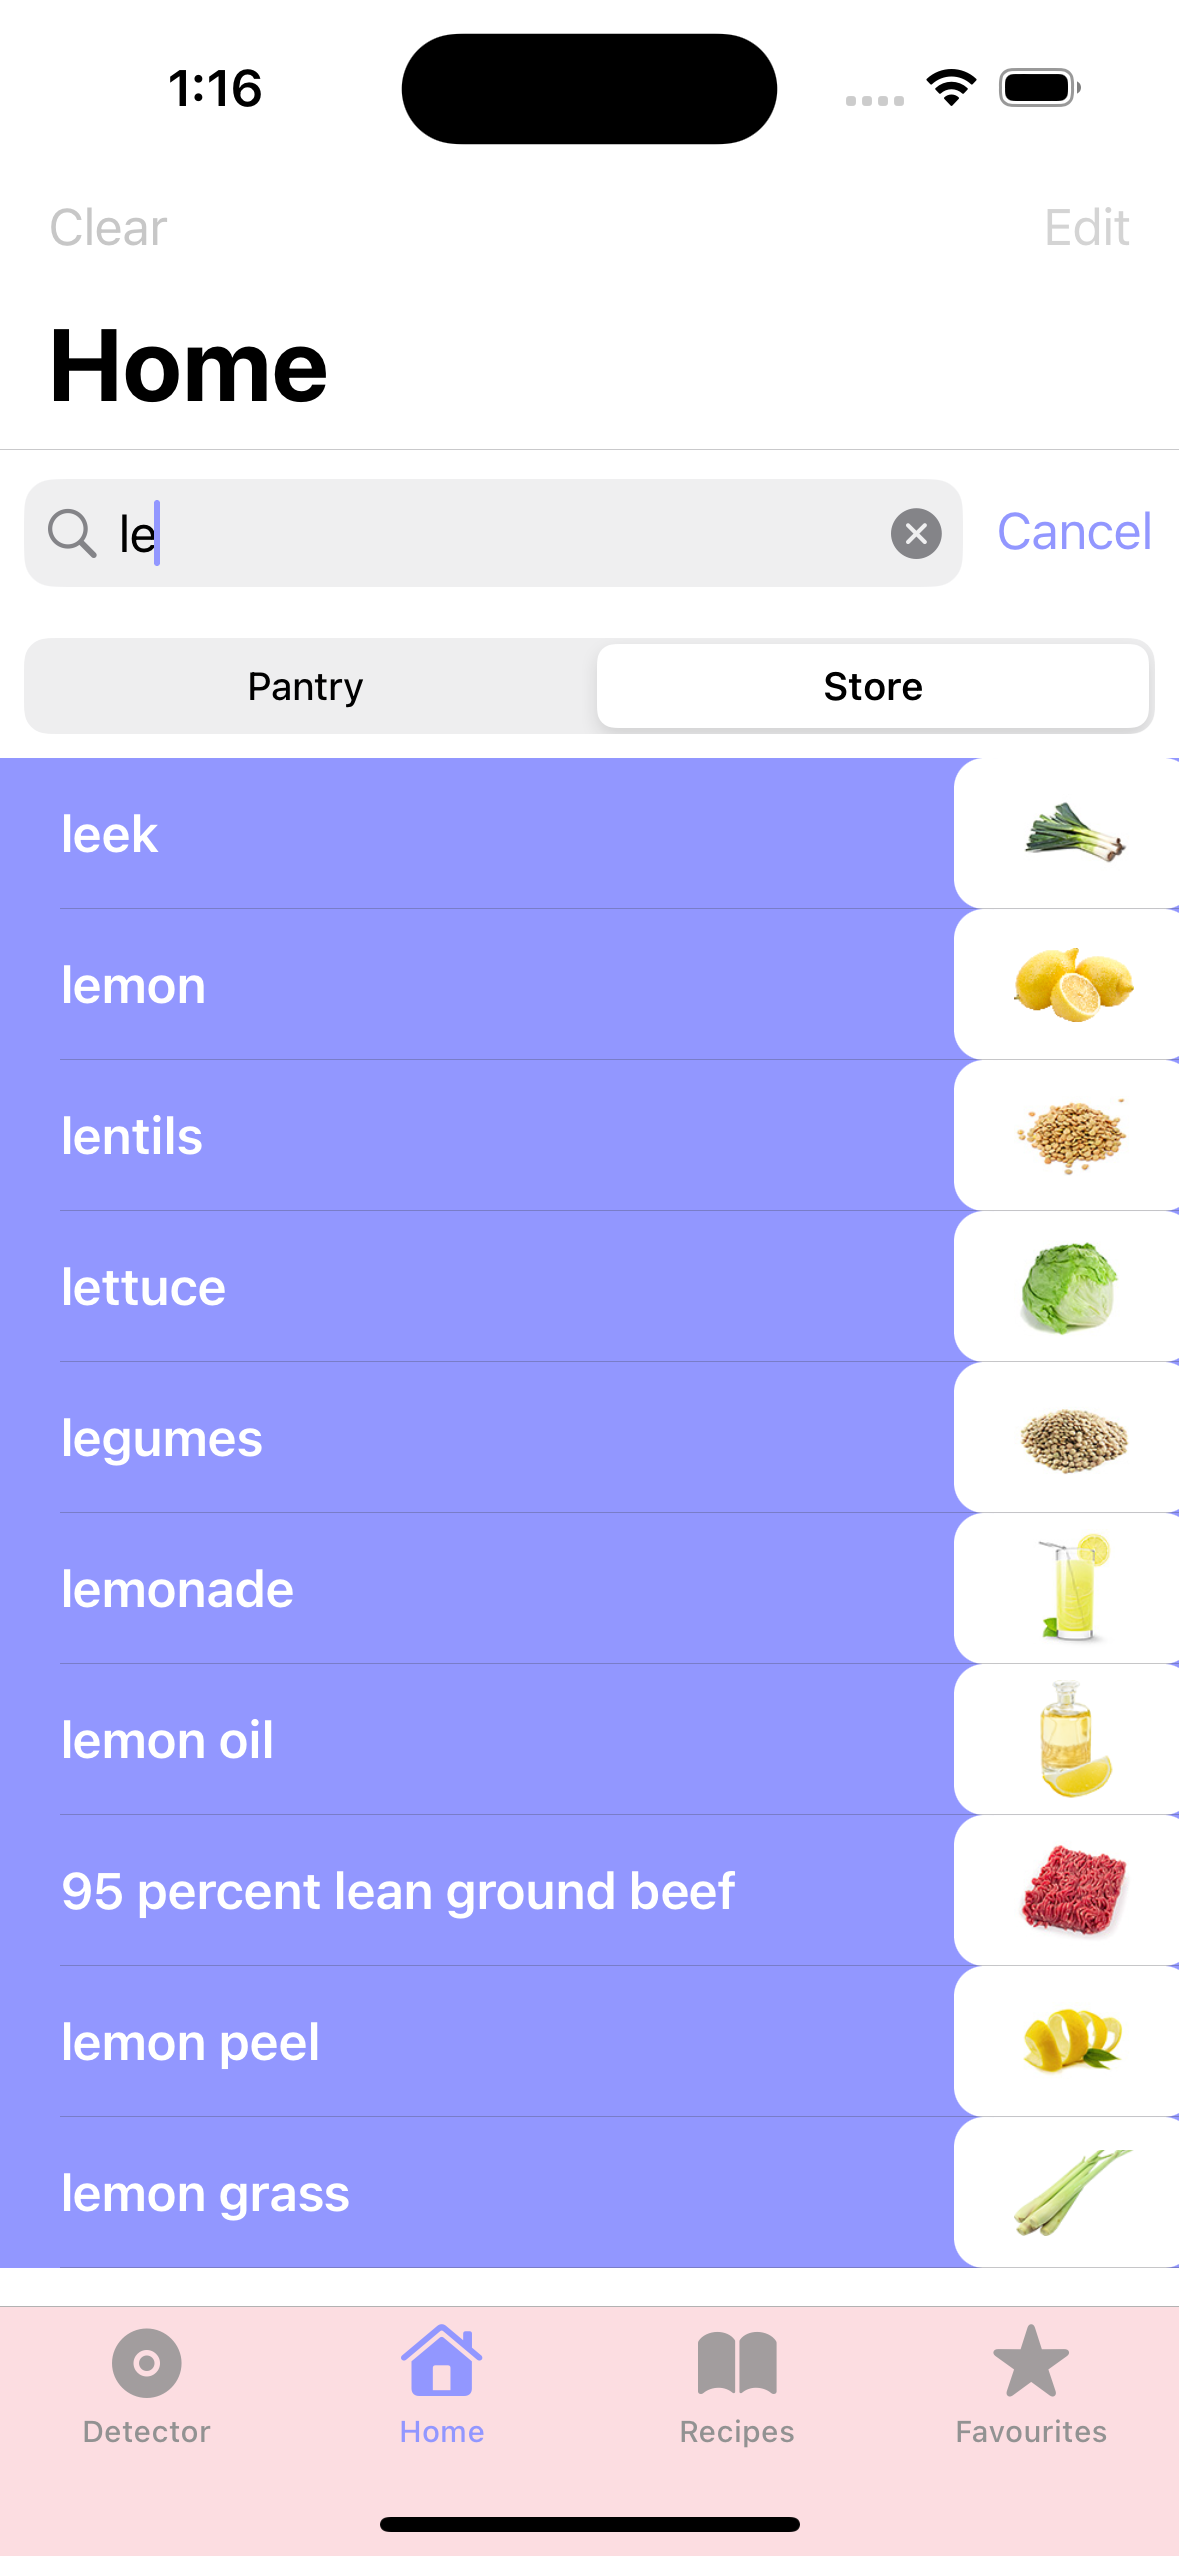 1:16
Clear Edit
Home
le Cancel
Pantry Store
leek
lemon
lentils
lettuce
legumes
lemonade
lemon oil
95 percent lean ground beef
lemon peel
lemon grass
Detector Home Recipes Favourites